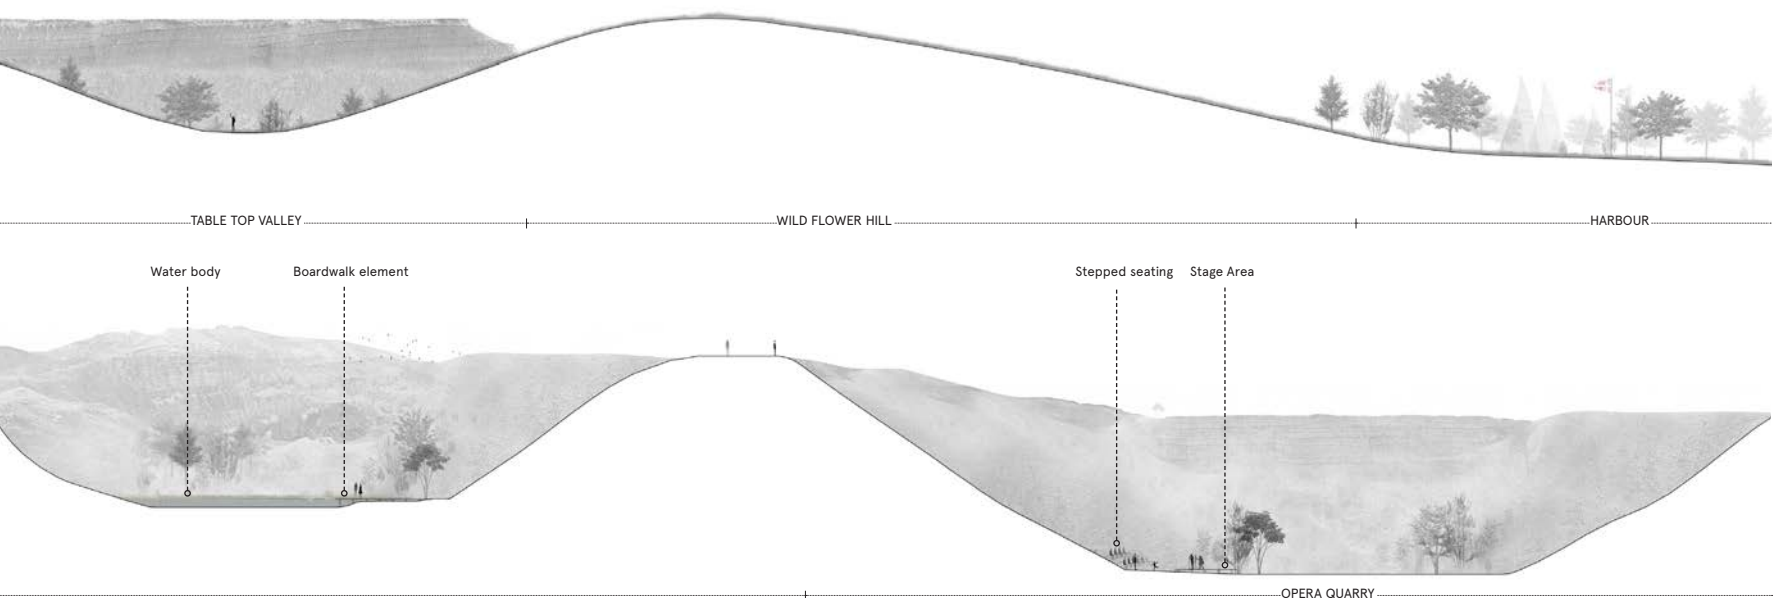 TABLE TOP VALLEY
WILD FLOWER HILL
HARBOUR
Water body
Boardwalk element
Stepped seating
Stage Area
OPERA QUARRY